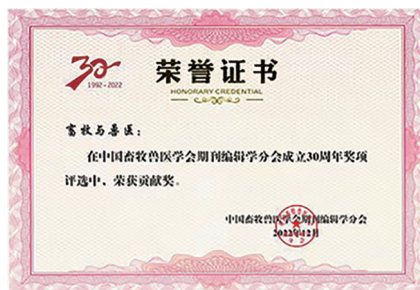 30
1992-2022
荣誉证书
HONORARY CREDENTIAL
畜牧与兽医：
在中国畜牧兽医学会期刊编辑学分会成立30周年奖项
评选中、荣获贡献奖。
中国畜牧兽医学会期刊编辑学分会
2022年12月